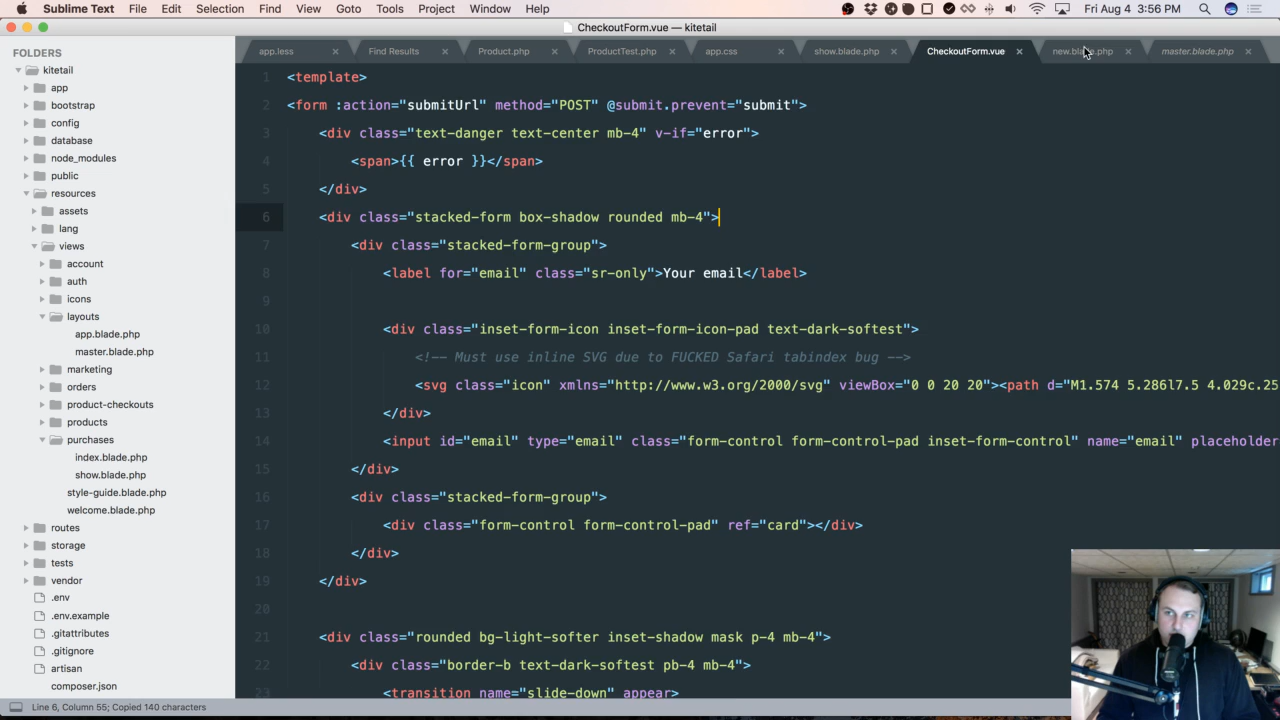 Sublime Text File Edit Selection Find View Goto Tools Project Window Help Fri Aug 4 3:56 PM
CheckoutForm.vue — kitetail
FOLDERS
kitetail
app
bootstrap
config
database
node_modules
public
resources
assets
lang
views
account
auth
icons
layouts
app.blade.php
master.blade.php
marketing
orders
product-checkouts
products
purchases
index.blade.php
show.blade.php
style-guide.blade.php
welcome.blade.php
routes
storage
tests
vendor
.env
.env.example
.gitattributes
.gitignore
artisan
composer.json
app.less × Find Results × Product.php × ProductTest.php × app.css × show.blade.php × CheckoutForm.vue × new.blade.php × master.blade.php ×
1 <template>
2 <form :action="submitUrl" method="POST" @submit.prevent="submit">
3 <div class="text-danger text-center mb-4" v-if="error">
4 <span>{{ error }}</span>
5 </div>
6 <div class="stacked-form box-shadow rounded mb-4">
7 <div class="stacked-form-group">
8 <label for="email" class="sr-only">Your email</label>
9
10 <div class="inset-form-icon inset-form-icon-pad text-dark-softest">
11 <!-- Must use inline SVG due to FUCKED Safari tabindex bug -->
12 <svg class="icon" xmlns="http://www.w3.org/2000/svg" viewBox="0 0 20 20"><path d="M1.574 5.286l7.5 4.029c.25
13 </div>
14 <input id="email" type="email" class="form-control form-control-pad inset-form-control" name="email" placeholder
15 </div>
16 <div class="stacked-form-group">
17 <div class="form-control form-control-pad" ref="card"></div>
18 </div>
19 </div>
20
21 <div class="rounded bg-light-softer inset-shadow mask p-4 mb-4">
22 <div class="border-b text-dark-softest pb-4 mb-4">
23 <transition name="slide-down" appear>
Line 6, Column 55; Copied 140 characters